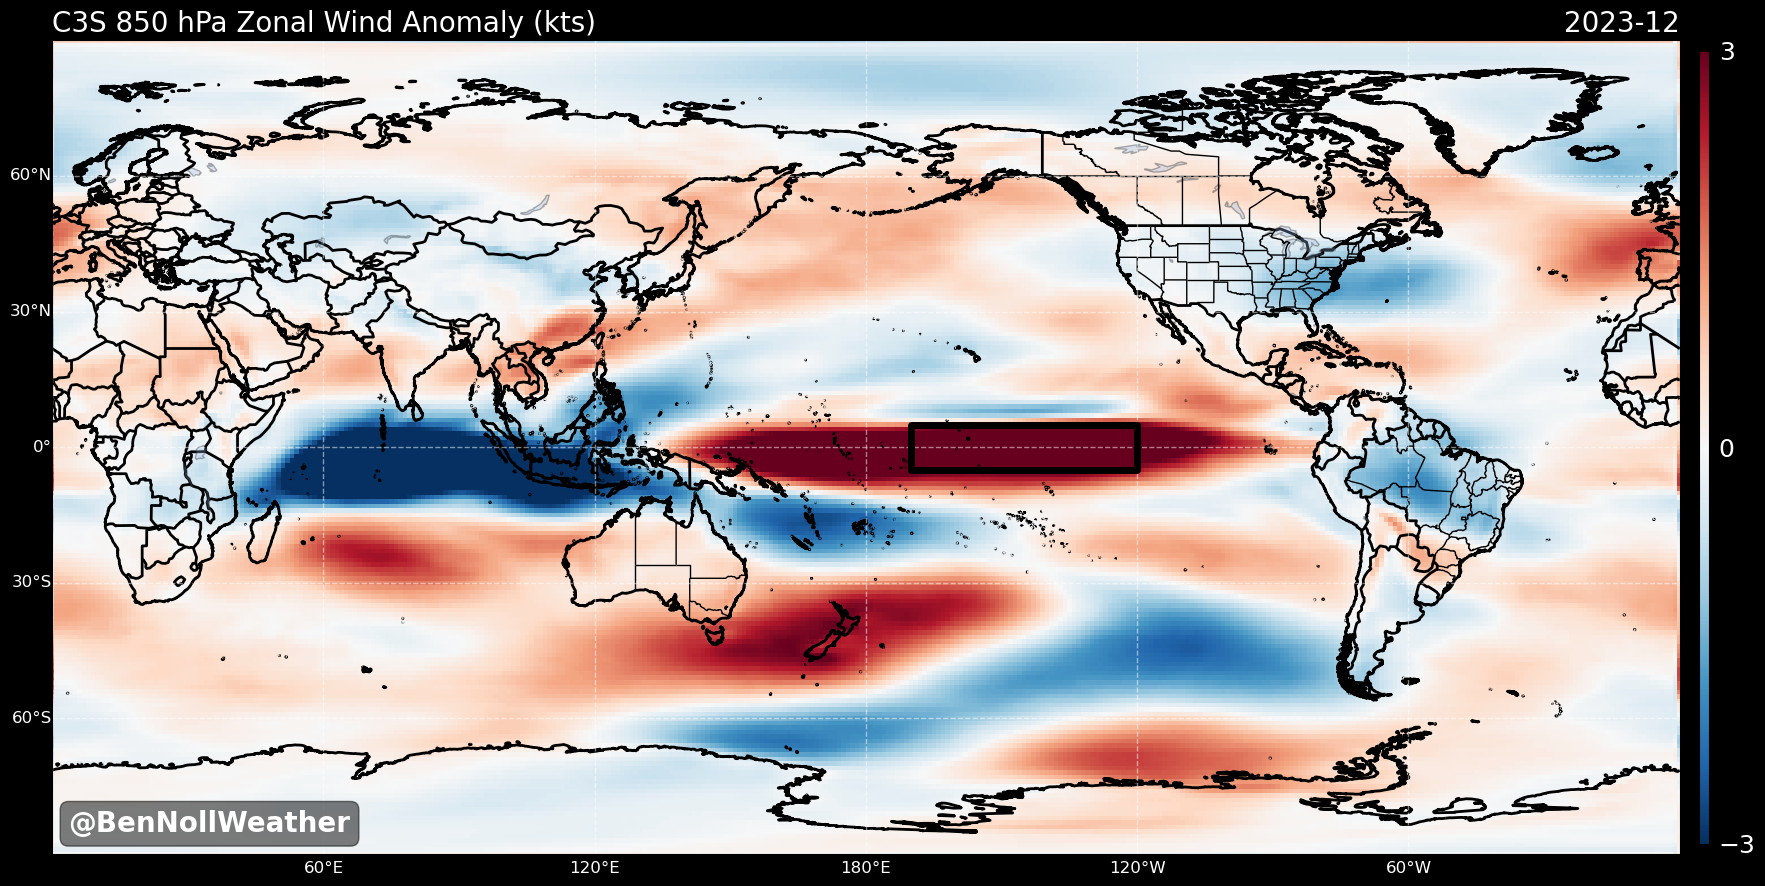 C3S 850 hPa Zonal Wind Anomaly (kts)
2023-12
3
0
−3
60°N
30°N
0°
30°S
60°S
60°E
120°E
180°E
120°W
60°W
@BenNollWeather